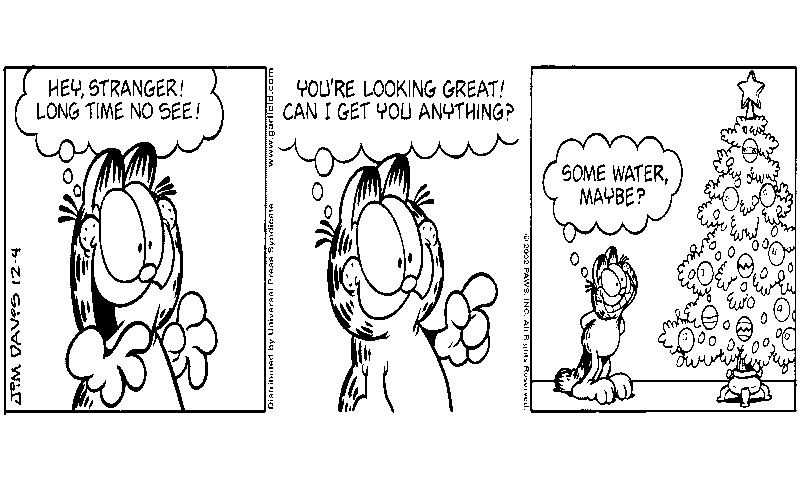 HEY, STRANGER!
LONG TIME NO SEE!
JIM DAVIS 12·4
www.garfield.com
Distributed by Universal Press Syndicate
YOU'RE LOOKING GREAT!
CAN I GET YOU ANYTHING?
© 2002 PAWS, INC. All Rights Reserved.
SOME WATER,
MAYBE?